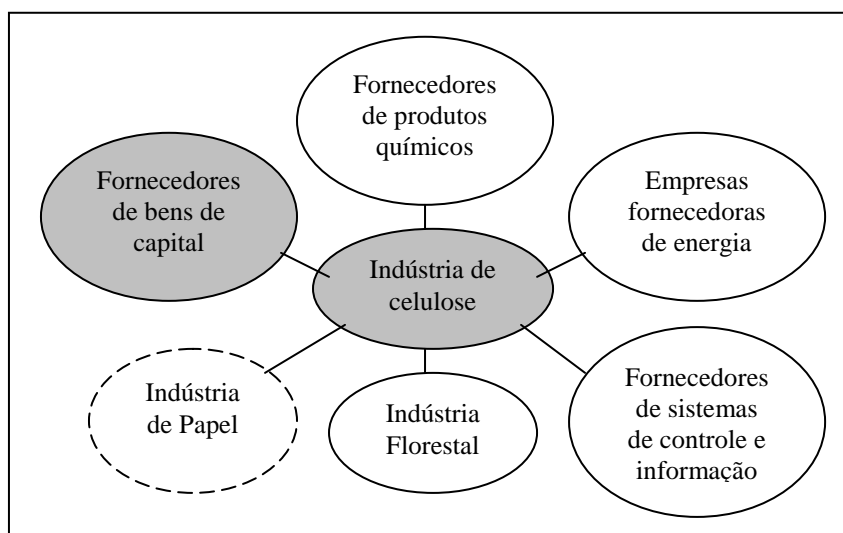 Fornecedores
de produtos
químicos
Fornecedores
de bens de
capital
Empresas
fornecedoras
de energia
Indústria de
celulose
Indústria
de Papel
Indústria
Florestal
Fornecedores
de sistemas
de controle e
informação